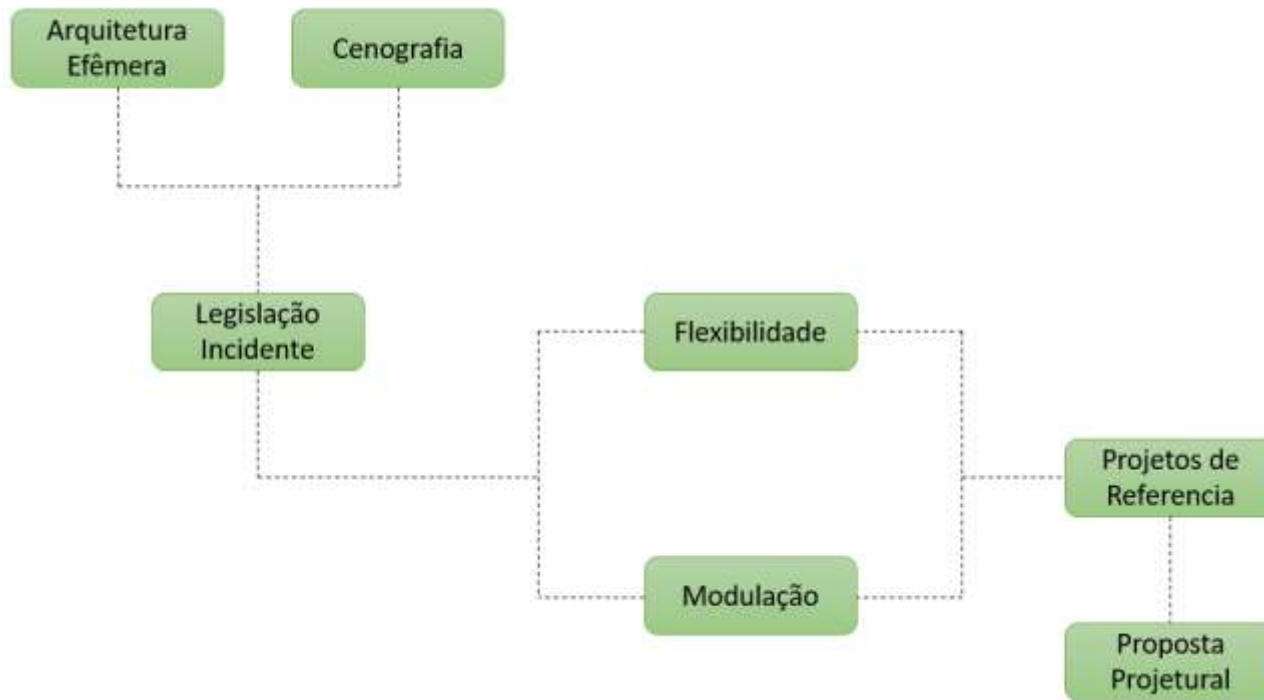 Arquitetura
Efêmera
Cenografia
Legislação
Incidente
Flexibilidade
Modulação
Projetos de
Referencia
Proposta
Projetural